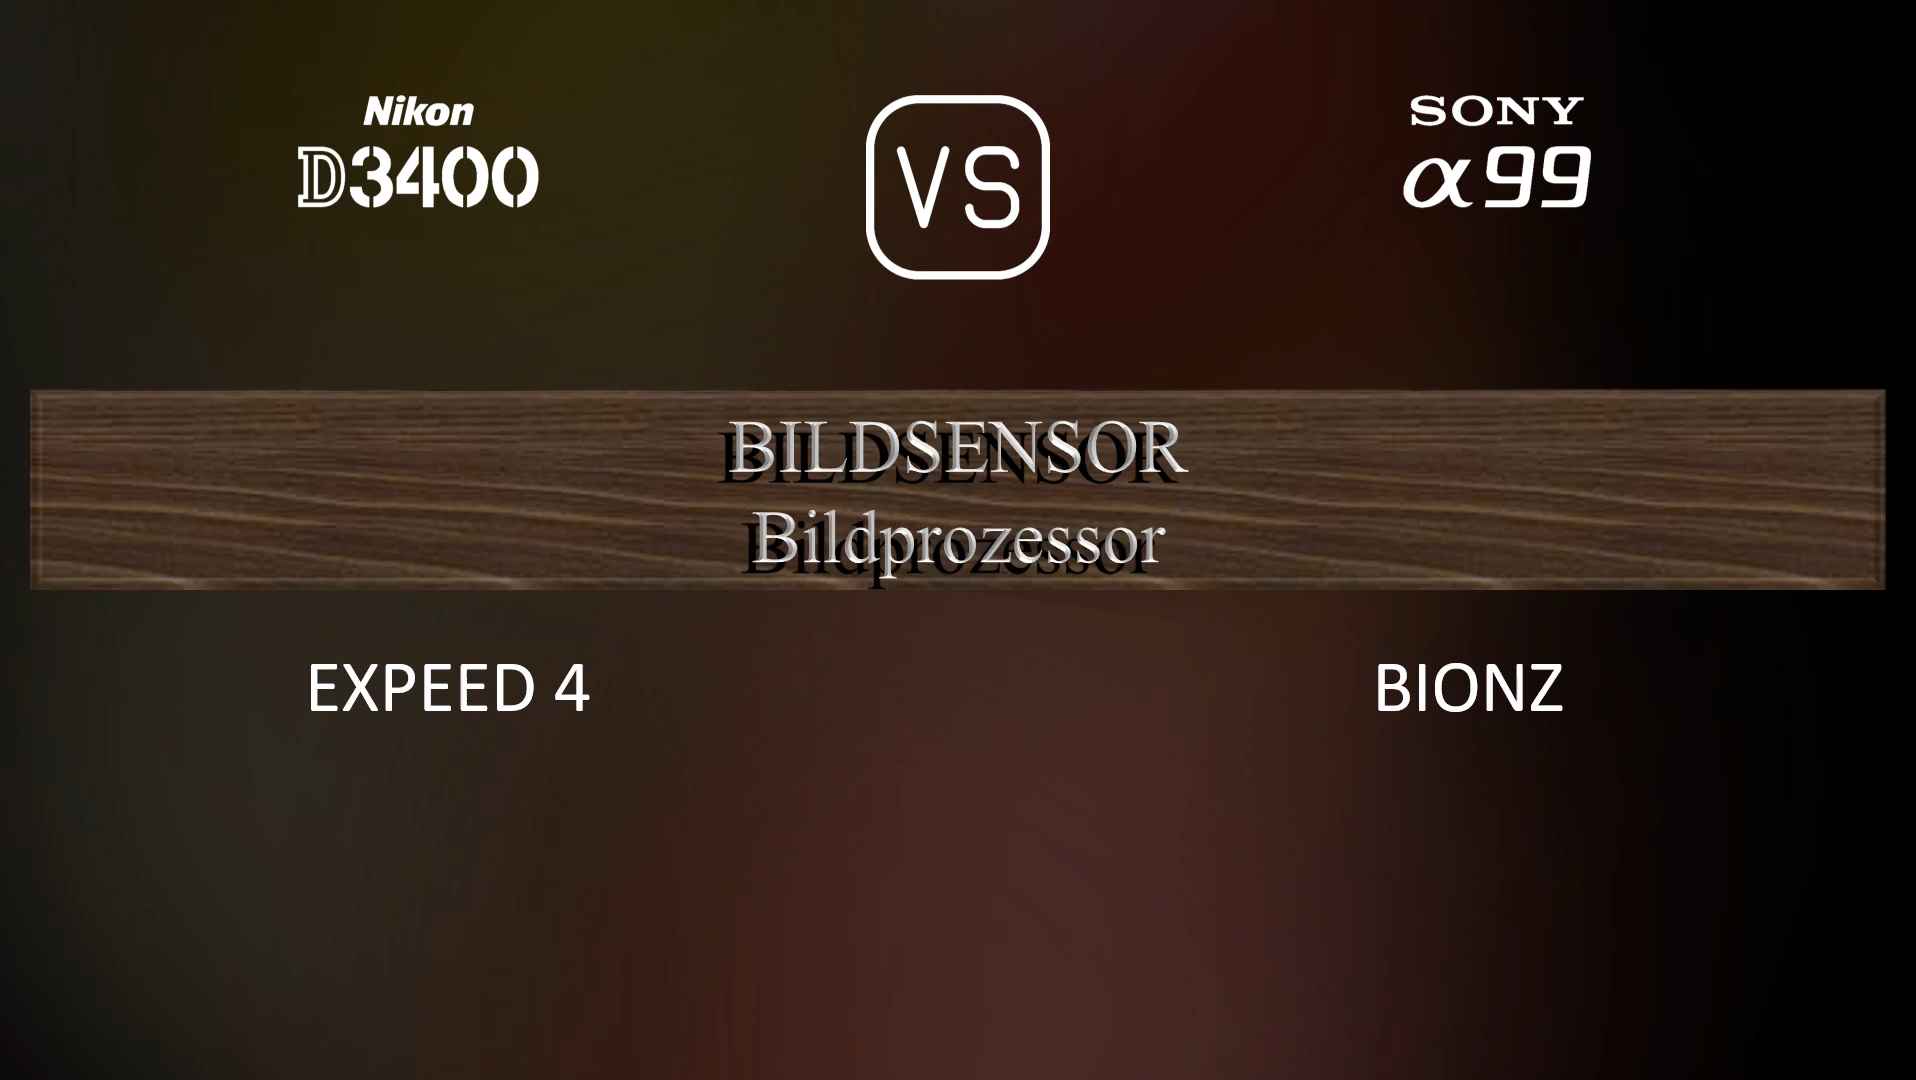 Nikon
D3400
VS
SONY
α99
BILDSENSOR
Bildprozessor
EXPEED 4
BIONZ